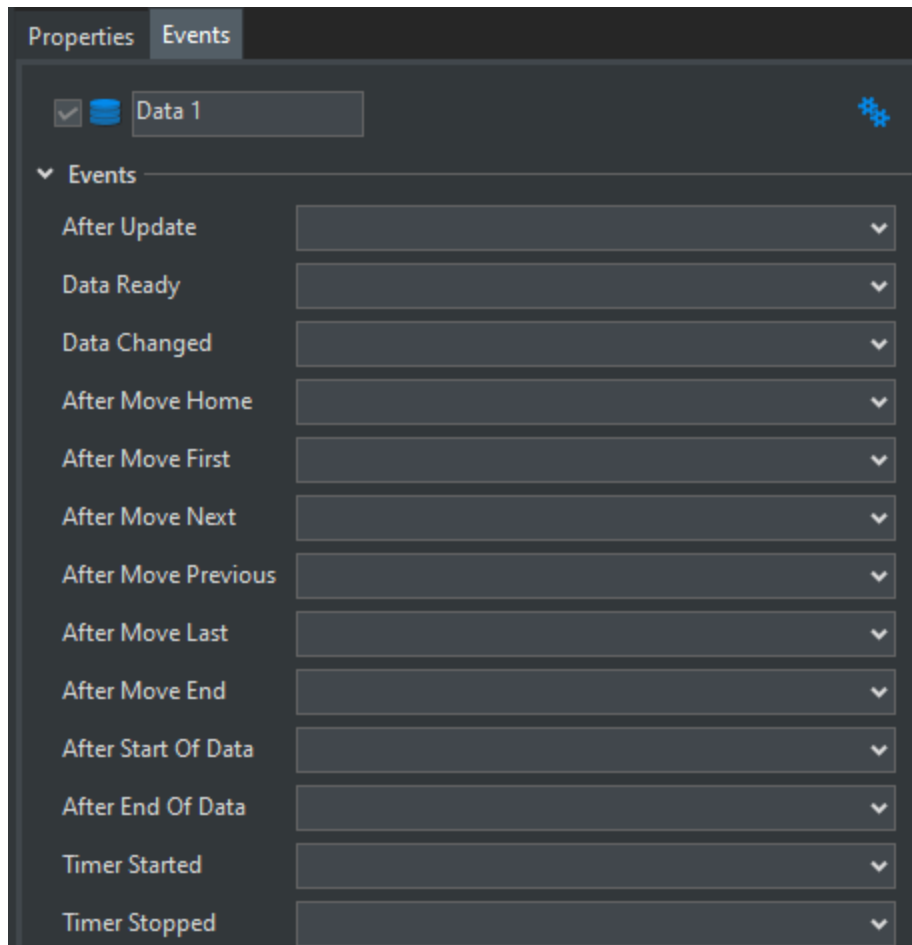 Properties Events
Data 1
Events
After Update
Data Ready
Data Changed
After Move Home
After Move First
After Move Next
After Move Previous
After Move Last
After Move End
After Start Of Data
After End Of Data
Timer Started
Timer Stopped